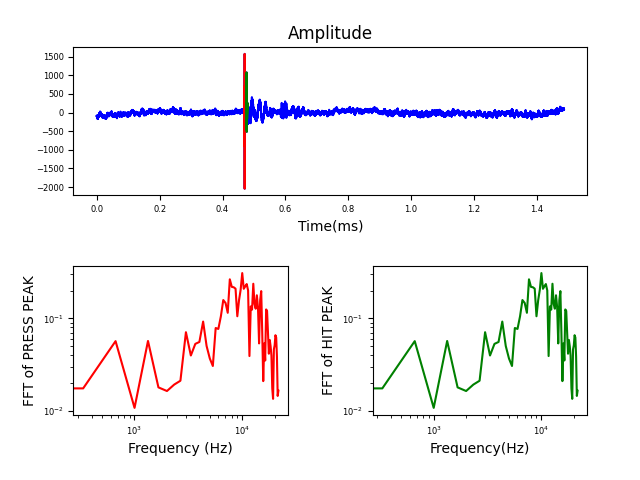 Amplitude
1500
1000
500
0
−500
−1000
−1500
−2000
0.0 0.2 0.4 0.6 0.8 1.0 1.2 1.4
Time(ms)
FFT of PRESS PEAK
10⁻¹
10⁻²
10³ 10⁴
Frequency (Hz)
FFT of HIT PEAK
10⁻¹
10⁻²
10³ 10⁴
Frequency(Hz)